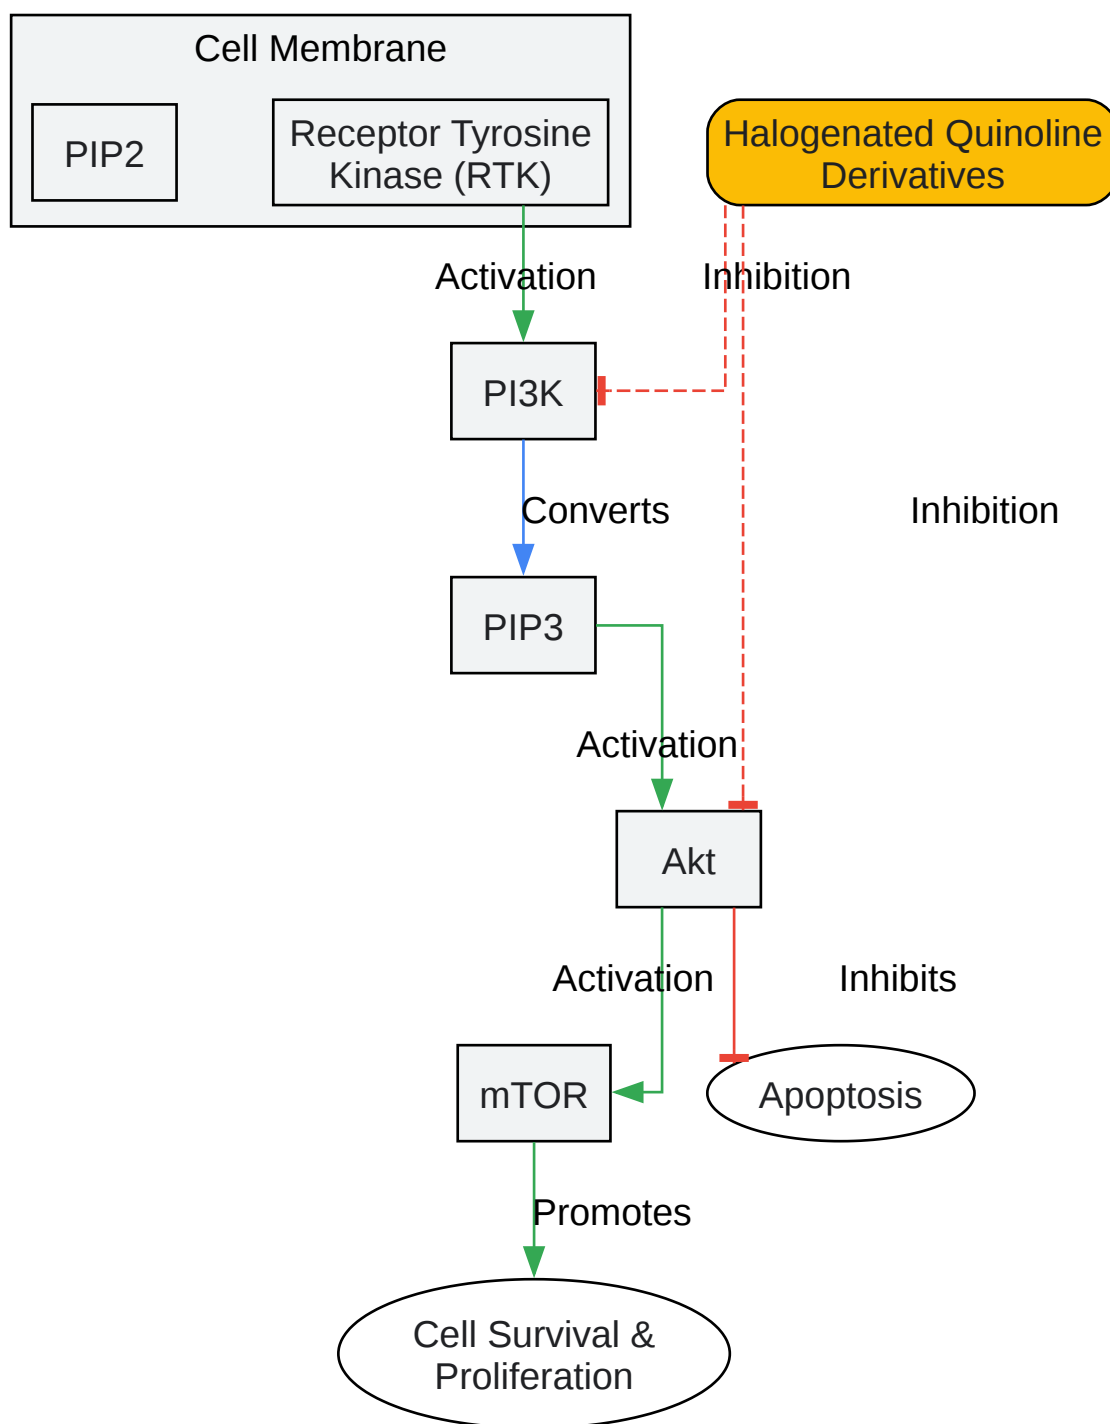 Cell Membrane
PIP2
Receptor Tyrosine
Kinase (RTK)
Halogenated Quinoline
Derivatives
Activation
Inhibition
PI3K
Converts
Inhibition
PIP3
Activation
Akt
Activation
Inhibits
mTOR
Apoptosis
Promotes
Cell Survival &
Proliferation